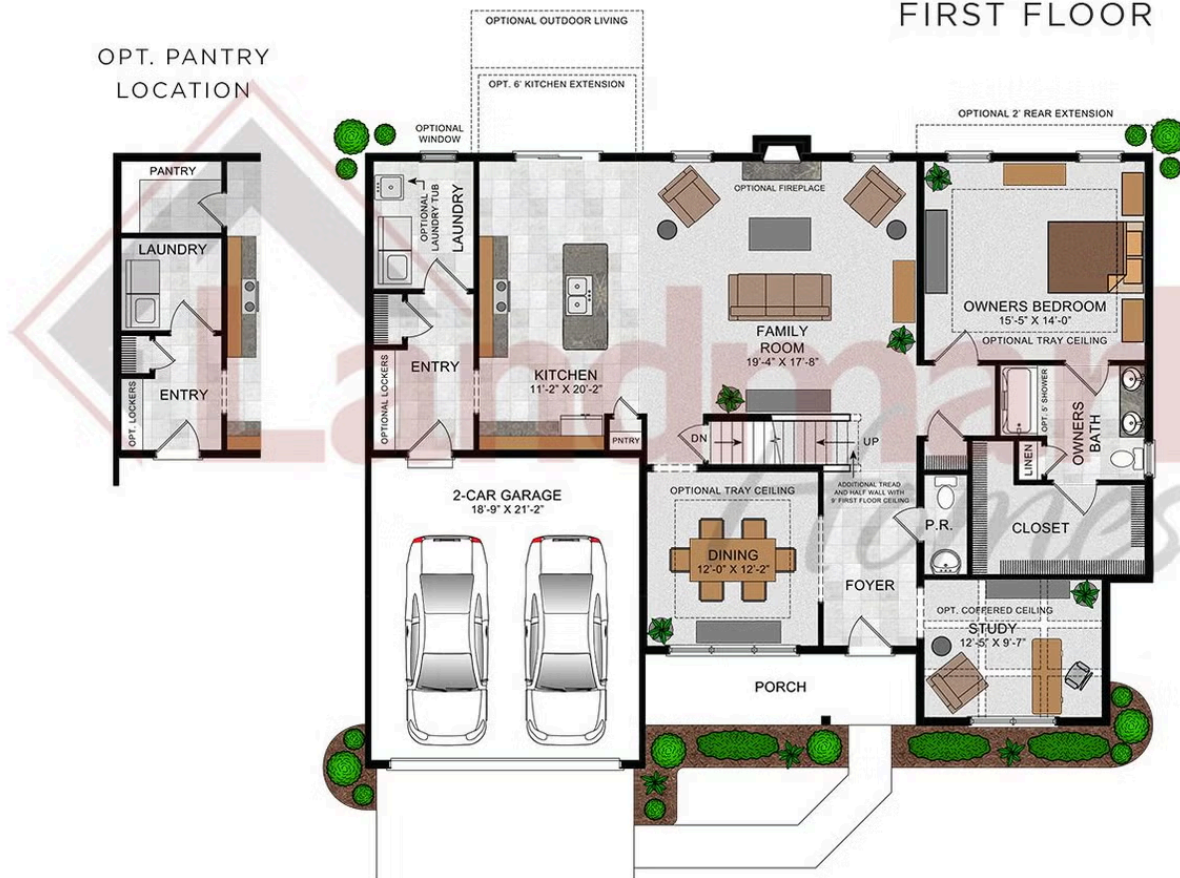 FIRST FLOOR
OPT. PANTRY
LOCATION
OPTIONAL OUTDOOR LIVING
OPT. 6' KITCHEN EXTENSION
OPTIONAL 2' REAR EXTENSION
OPTIONAL
WINDOW
PANTRY
LAUNDRY
OPT. LOCKERS
ENTRY
OPTIONAL
LAUNDRY TUB
LAUNDRY
OPTIONAL LOCKERS
ENTRY
KITCHEN
11'-2" X 20'-2"
PNTRY
OPTIONAL FIREPLACE
FAMILY
ROOM
19'-4" X 17'-8"
OWNERS BEDROOM
15'-5" X 14'-0"
OPTIONAL TRAY CEILING
OPT. 5' SHOWER
OWNERS
BATH
LINEN
CLOSET
DN
UP
ADDITIONAL TREAD
AND HALF WALL WITH
9' FIRST FLOOR CEILING
P.R.
2-CAR GARAGE
18'-9" X 21'-2"
OPTIONAL TRAY CEILING
DINING
12'-0" X 12'-2"
FOYER
OPT. COFFERED CEILING
STUDY
12'-5" X 9'-7"
PORCH
Landmark
Homes